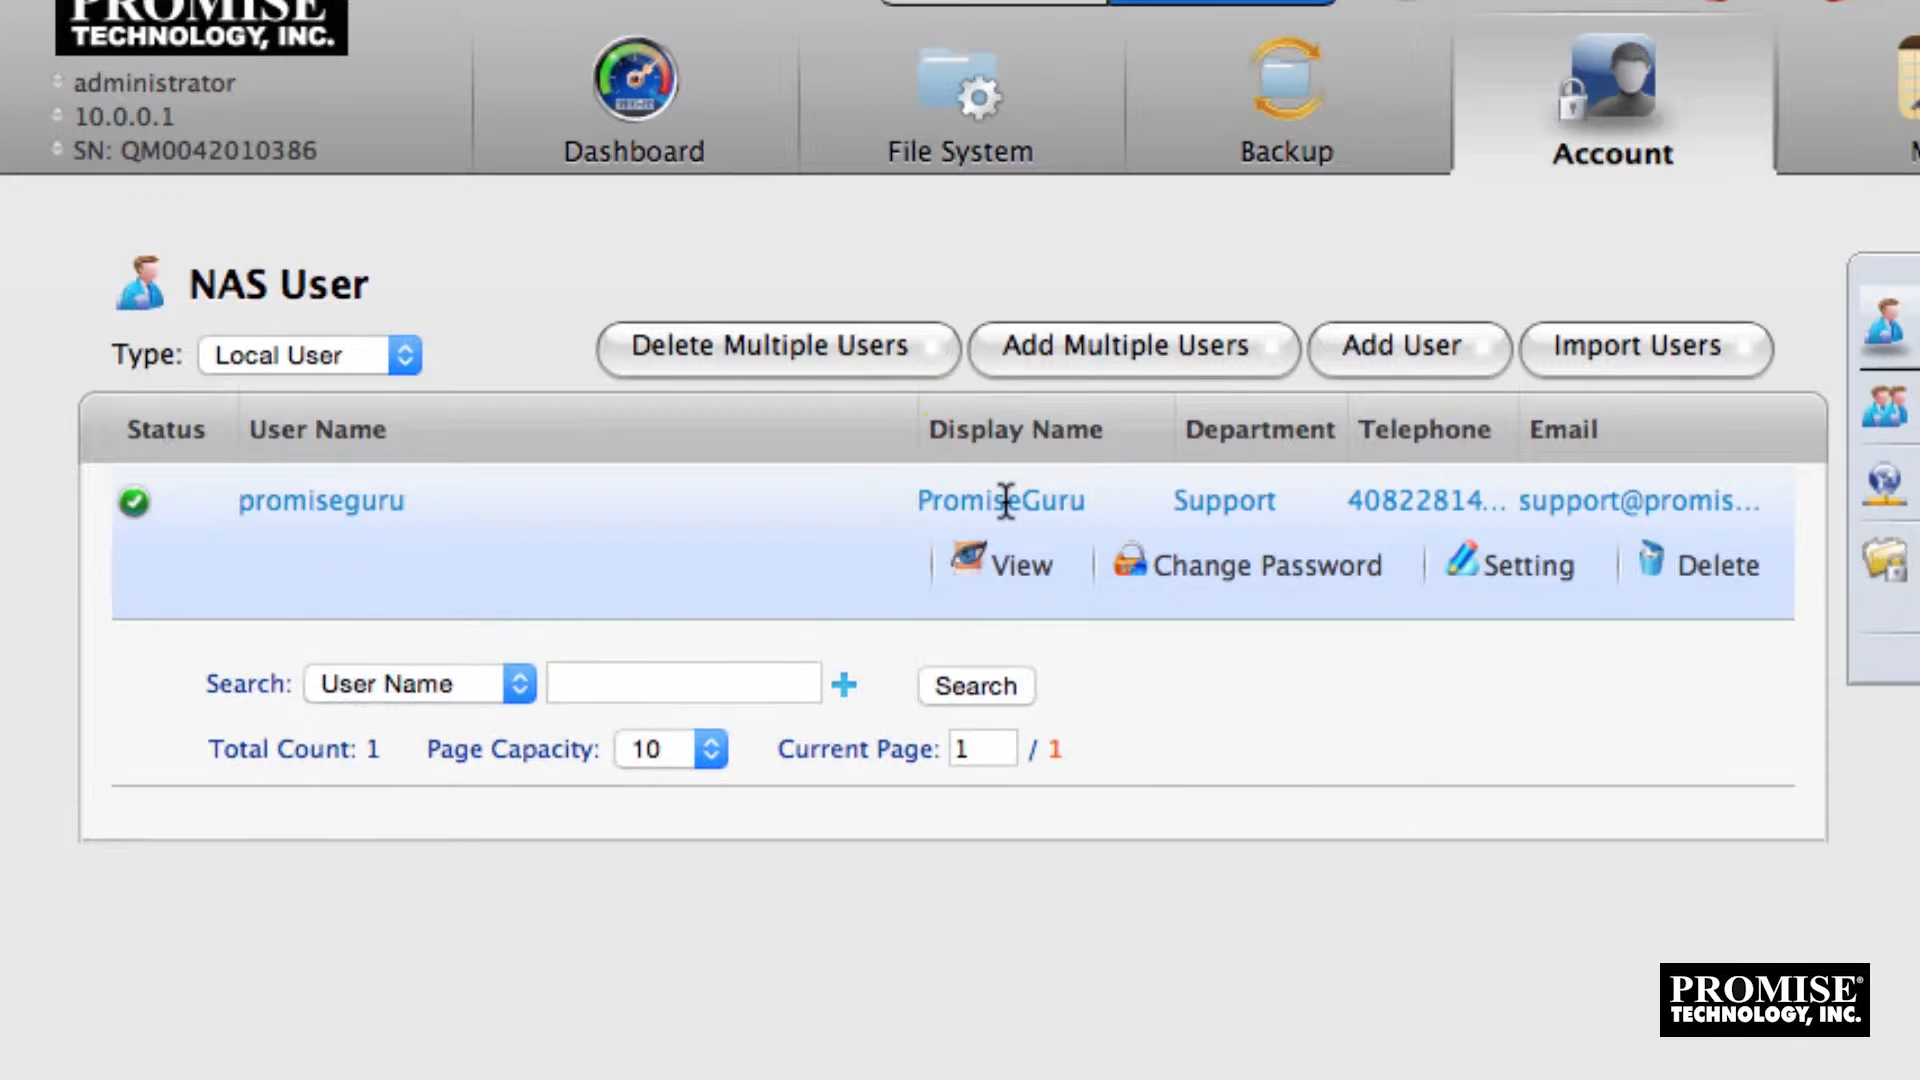 PROMISE
TECHNOLOGY, INC.
administrator
10.0.0.1
SN: QM0042010386
Dashboard
File System
Backup
Account
NAS User
Type: Local User
Delete Multiple Users
Add Multiple Users
Add User
Import Users
Status User Name Display Name Department Telephone Email
promiseguru PromiseGuru Support 40822814... support@promis...
View Change Password Setting Delete
Search: User Name Search
Total Count: 1 Page Capacity: 10 Current Page: 1 / 1
PROMISE®
TECHNOLOGY, INC.